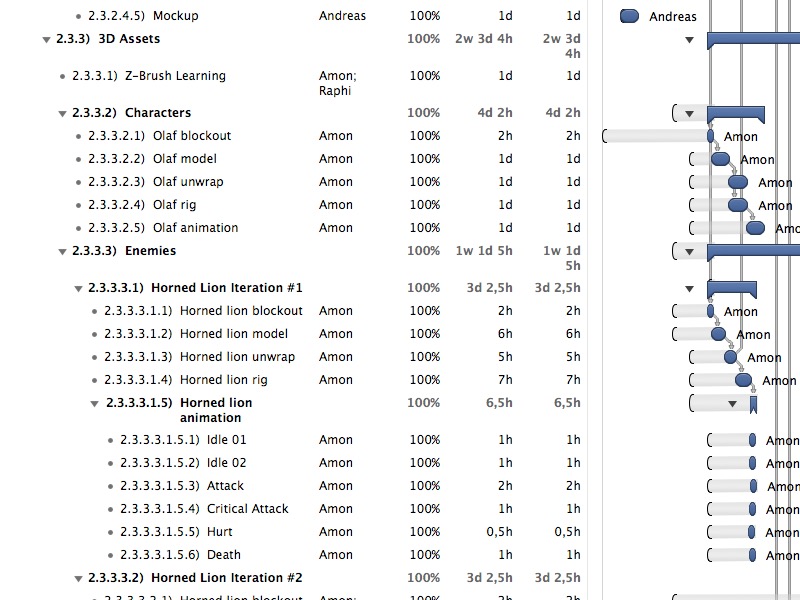 2.3.2.4.5) Mockup Andreas 100% 1d 1d Andreas
2.3.3) 3D Assets 100% 2w 3d 4h 2w 3d
4h
2.3.3.1) Z-Brush Learning Amon; 100% 1d 1d
Raphi
2.3.3.2) Characters 100% 4d 2h 4d 2h
2.3.3.2.1) Olaf blockout Amon 100% 2h 2h Amon
2.3.3.2.2) Olaf model Amon 100% 1d 1d Amon
2.3.3.2.3) Olaf unwrap Amon 100% 1d 1d Amon
2.3.3.2.4) Olaf rig Amon 100% 1d 1d Amon
2.3.3.2.5) Olaf animation Amon 100% 1d 1d Amo
2.3.3.3) Enemies 100% 1w 1d 5h 1w 1d
5h
2.3.3.3.1) Horned Lion Iteration #1 100% 3d 2,5h 3d 2,5h
2.3.3.3.1.1) Horned lion blockout Amon 100% 2h 2h Amon
2.3.3.3.1.2) Horned lion model Amon 100% 6h 6h Amon
2.3.3.3.1.3) Horned lion unwrap Amon 100% 5h 5h Amon
2.3.3.3.1.4) Horned lion rig Amon 100% 7h 7h Amon
2.3.3.3.1.5) Horned lion 100% 6,5h 6,5h
animation
2.3.3.3.1.5.1) Idle 01 Amon 100% 1h 1h Amon
2.3.3.3.1.5.2) Idle 02 Amon 100% 1h 1h Amon
2.3.3.3.1.5.3) Attack Amon 100% 2h 2h Amon
2.3.3.3.1.5.4) Critical Attack Amon 100% 1h 1h Amon
2.3.3.3.1.5.5) Hurt Amon 100% 0,5h 0,5h Amon
2.3.3.3.1.5.6) Death Amon 100% 1h 1h Amon
2.3.3.3.2) Horned Lion Iteration #2 100% 3d 2,5h 3d 2,5h
2.3.3.3.2.1) Horned lion blockout Amon; 100% 2h 2h